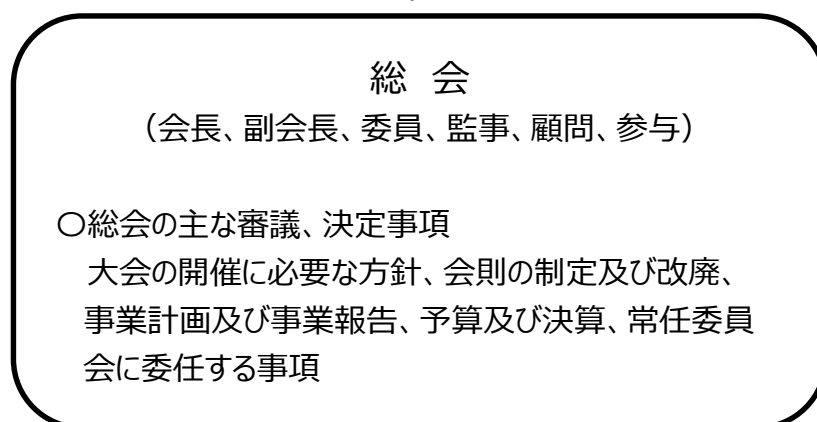 総 会
（会長、副会長、委員、監事、顧問、参与）
〇総会の主な審議、決定事項
大会の開催に必要な方針、会則の制定及び改廃、
事業計画及び事業報告、予算及び決算、常任委員
会に委任する事項